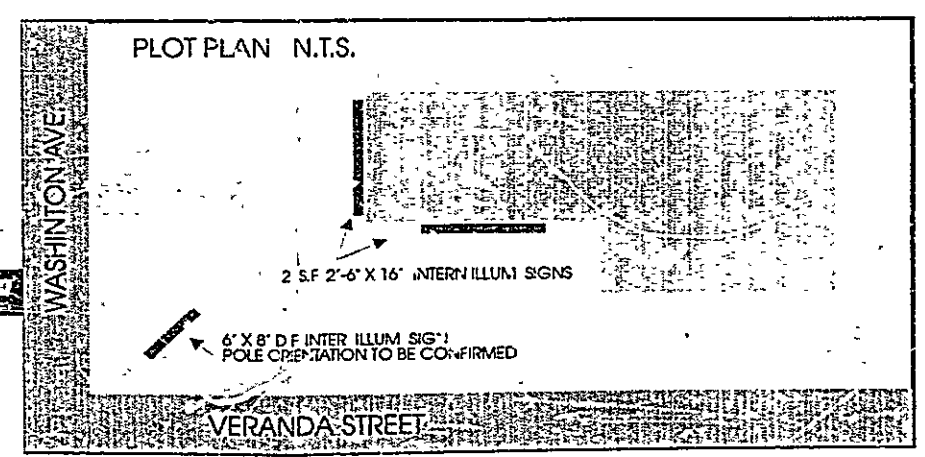 PLOT PLAN N.T.S.
WASHINTON AVE.
2 S.F 2'-6" X 16' INTERN ILLUM SIGNS
6' X 8' D F INTER ILLUM SIGN
POLE ORIENTATION TO BE CONFIRMED
VERANDA STREET